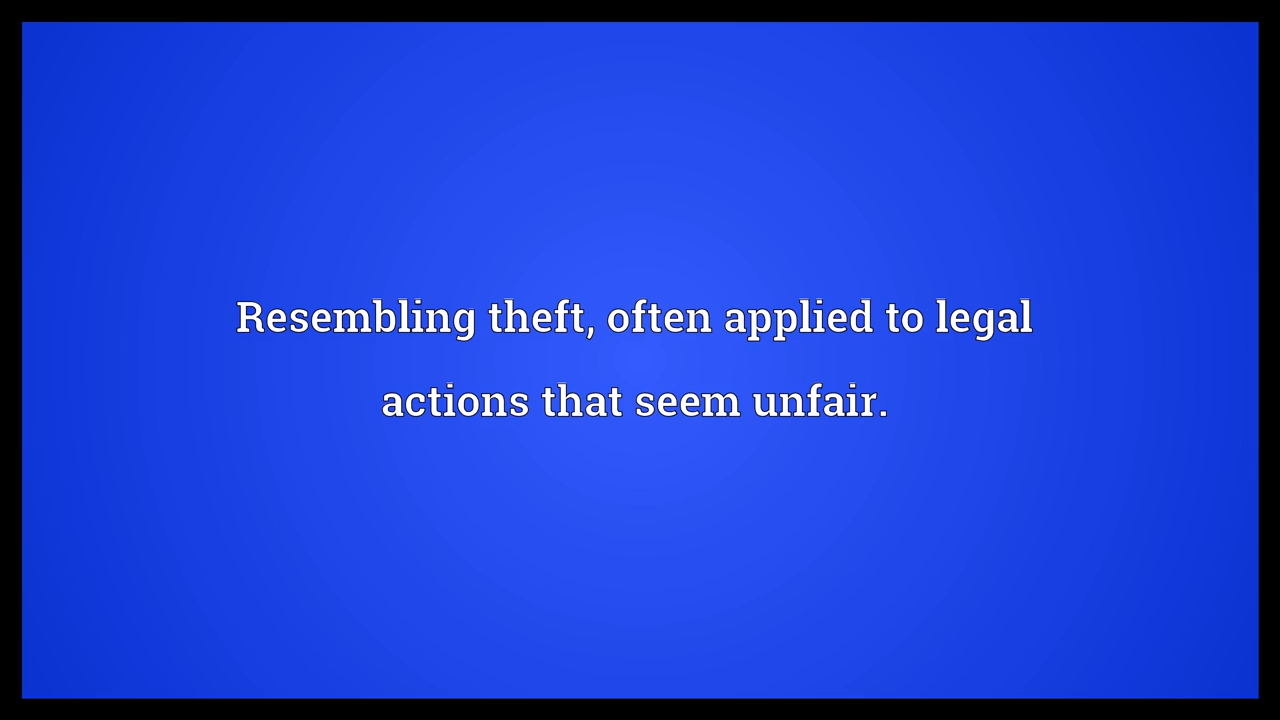 Resembling theft, often applied to legal
actions that seem unfair.